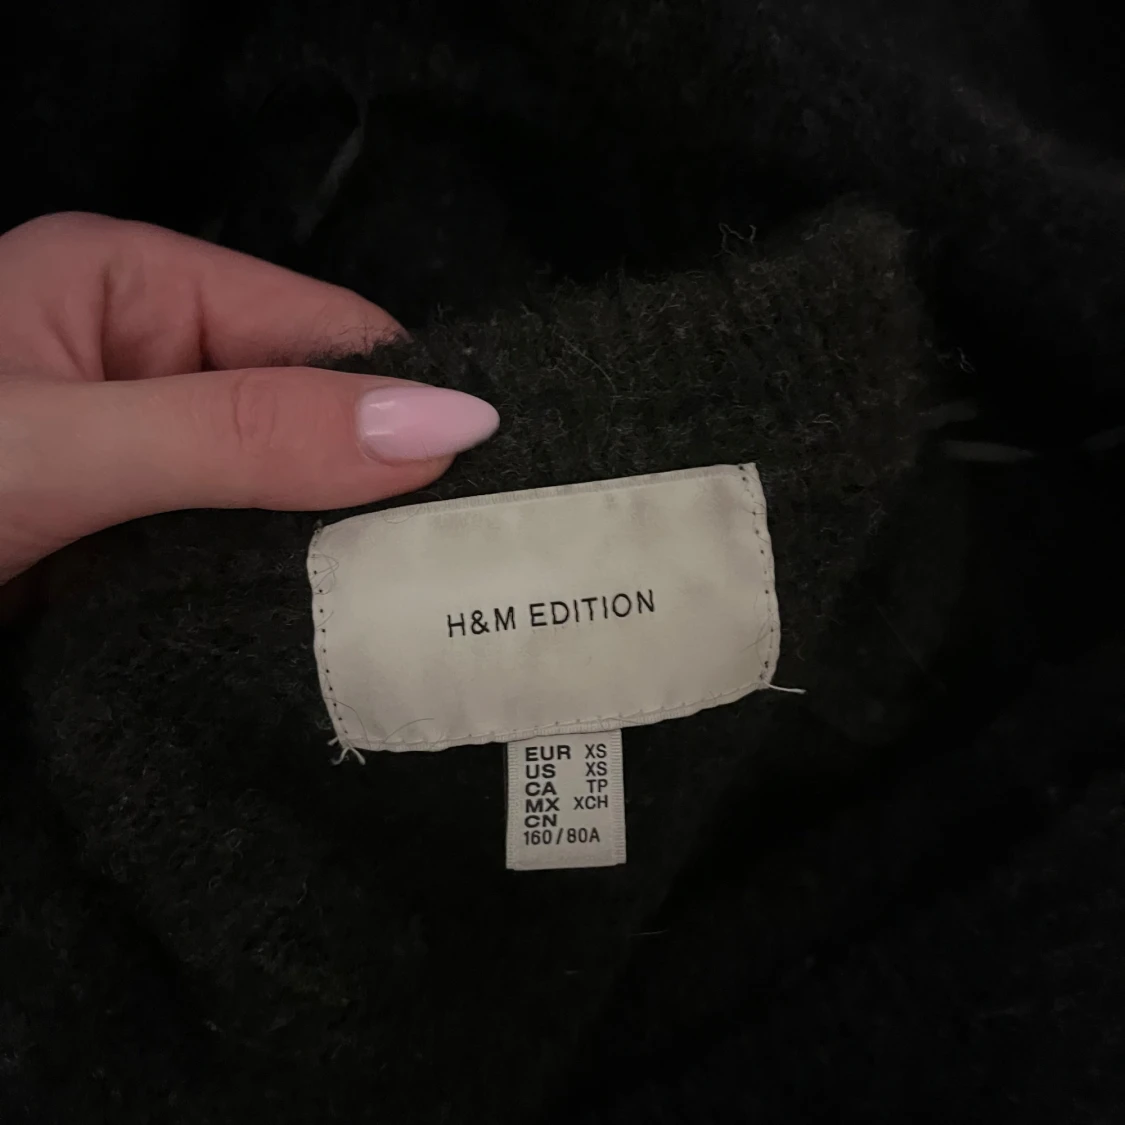 H&M EDITION
EUR XS
US XS
CA TP
MX XCH
CN
160/80A